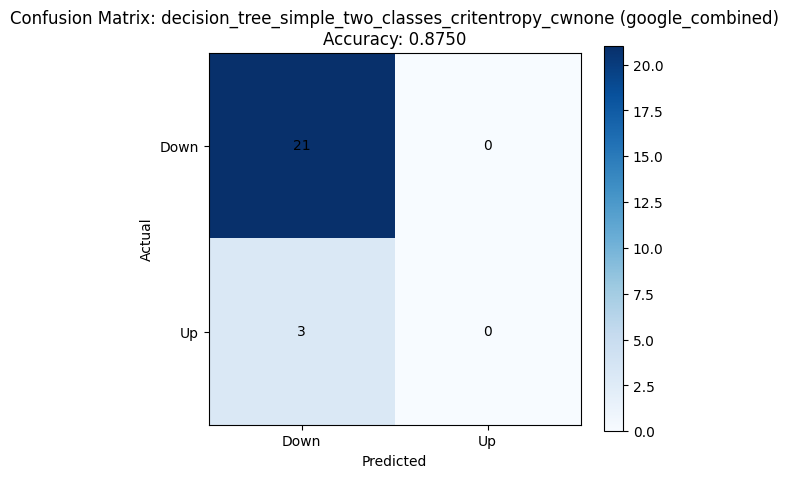 Confusion Matrix: decision_tree_simple_two_classes_critentropy_cwnone (google_combined)
Accuracy: 0.8750
Actual
Down
Up
21
0
3
0
Down
Up
Predicted
20.0
17.5
15.0
12.5
10.0
7.5
5.0
2.5
0.0